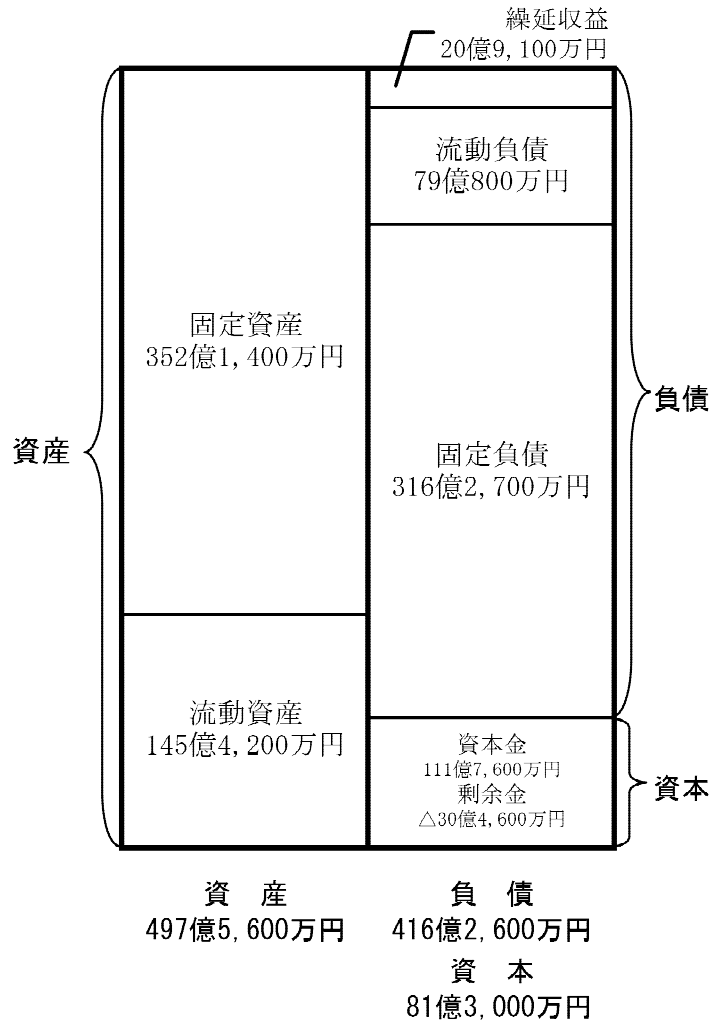 繰延収益
20億9,100万円
流動負債
79億800万円
固定資産
352億1,400万円
負債
資産
固定負債
316億2,700万円
流動資産
145億4,200万円
資本金
111億7,600万円
剰余金
△30億4,600万円
資本
資 産
497億5,600万円
負 債
416億2,600万円
資 本
81億3,000万円